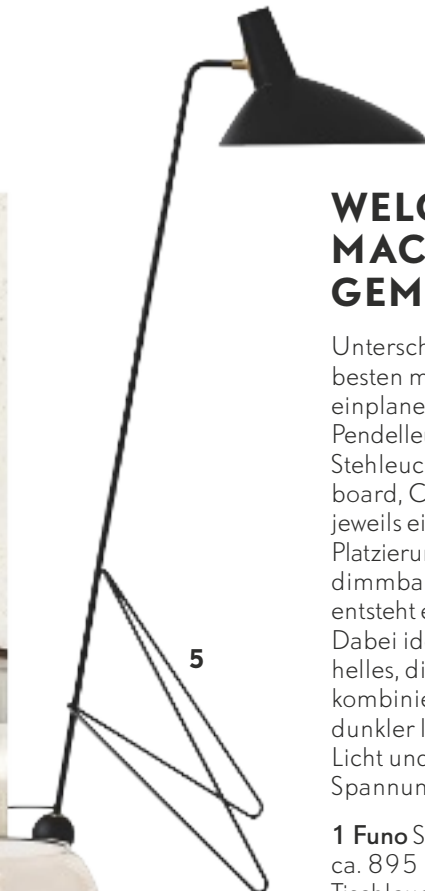 WELC
MAC
GEM
Untersch
besten m
einplane
Pendelle
Stehleuc
board, C
jeweils ei
Platzieru
dimmba
entsteht e
Dabei id
helles, di
kombinie
dunkler l
Licht und
Spannun
5
1 Funo S
ca. 895